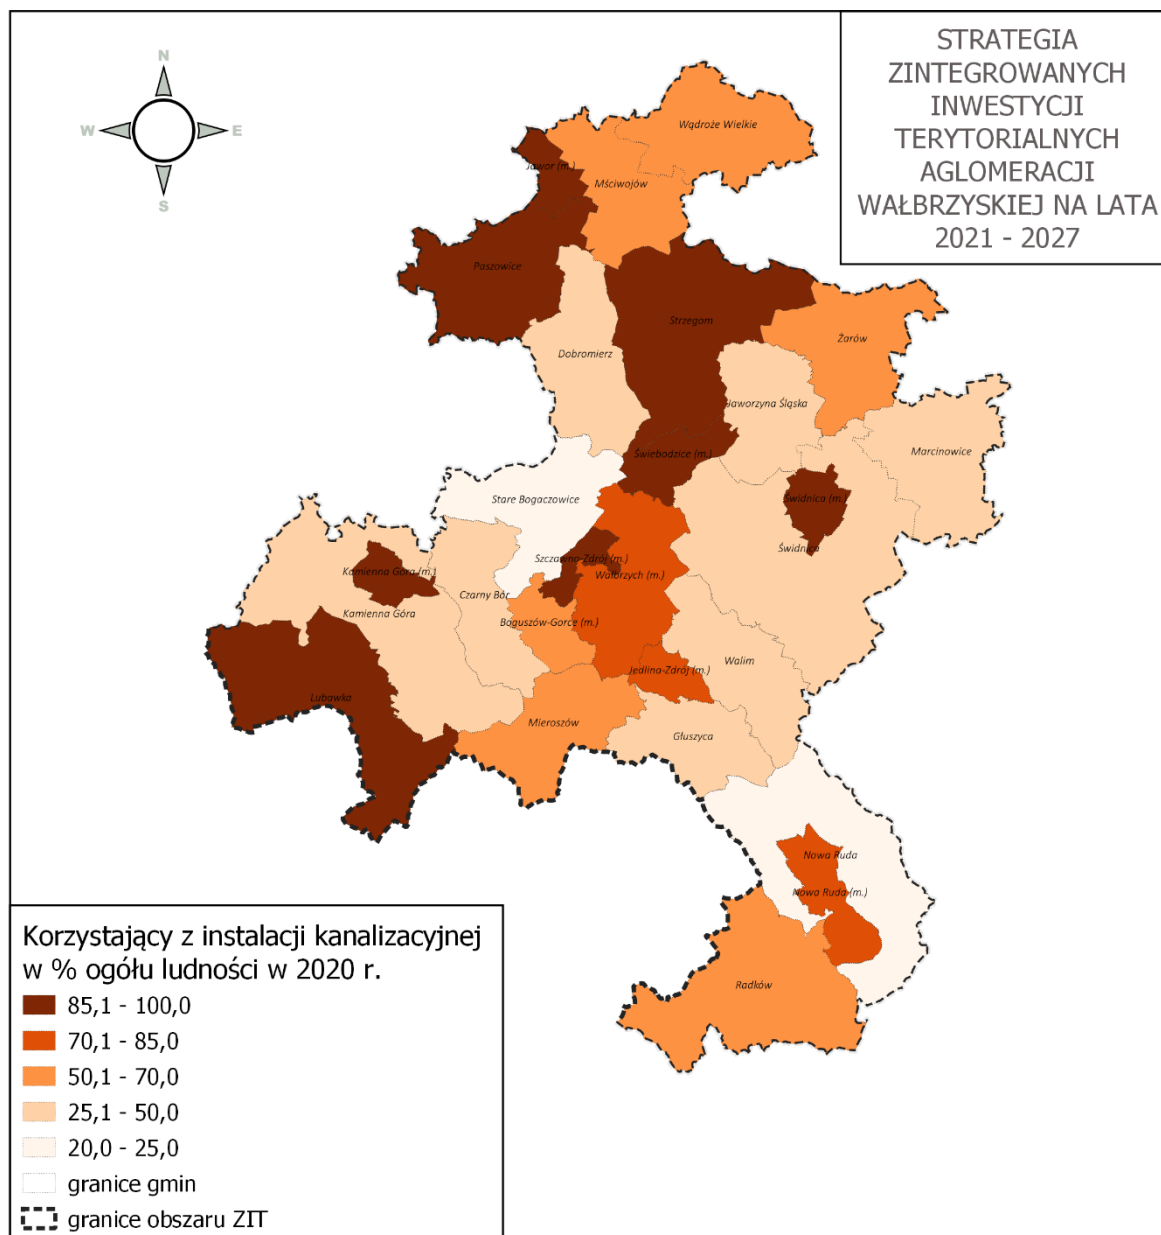 STRATEGIA
ZINTEGROWANYCH
INWESTYCJI
TERYTORIALNYCH
AGLOMERACJI
WAŁBRZYSKIEJ NA LATA
2021 - 2027
N
W
E
S
Wądroże Wielkie
Jawor (m.)
Mściwojów
Paszowice
Strzegom
Żarów
Dobromierz
Jaworzyna Śląska
Marcinowice
Świebodzice (m.)
Stare Bogaczowice
Świdnica (m.)
Świdnica
Szczawno-Zdrój (m.)
Kamienna Góra (m.)
Wałbrzych (m.)
Czarny Bór
Kamienna Góra
Boguszów-Gorce (m.)
Walim
Jedlina-Zdrój (m.)
Lubawka
Mieroszów
Głuszyca
Nowa Ruda
Nowa Ruda (m.)
Radków
Korzystający z instalacji kanalizacyjnej
w % ogółu ludności w 2020 r.
85,1 - 100,0
70,1 - 85,0
50,1 - 70,0
25,1 - 50,0
20,0 - 25,0
granice gmin
granice obszaru ZIT